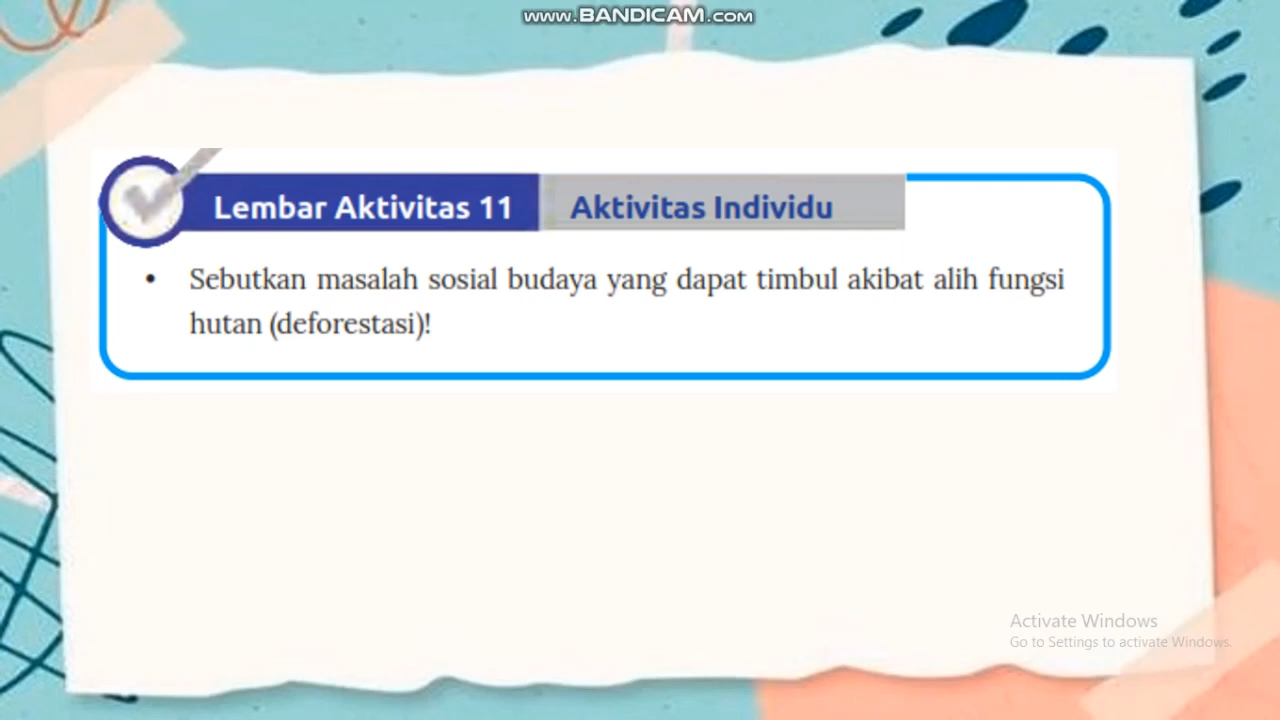 www.BANDICAM.com
Lembar Aktivitas 11 Aktivitas Individu
• Sebutkan masalah sosial budaya yang dapat timbul akibat alih fungsi
hutan (deforestasi)!
Activate Windows
Go to Settings to activate Windows.